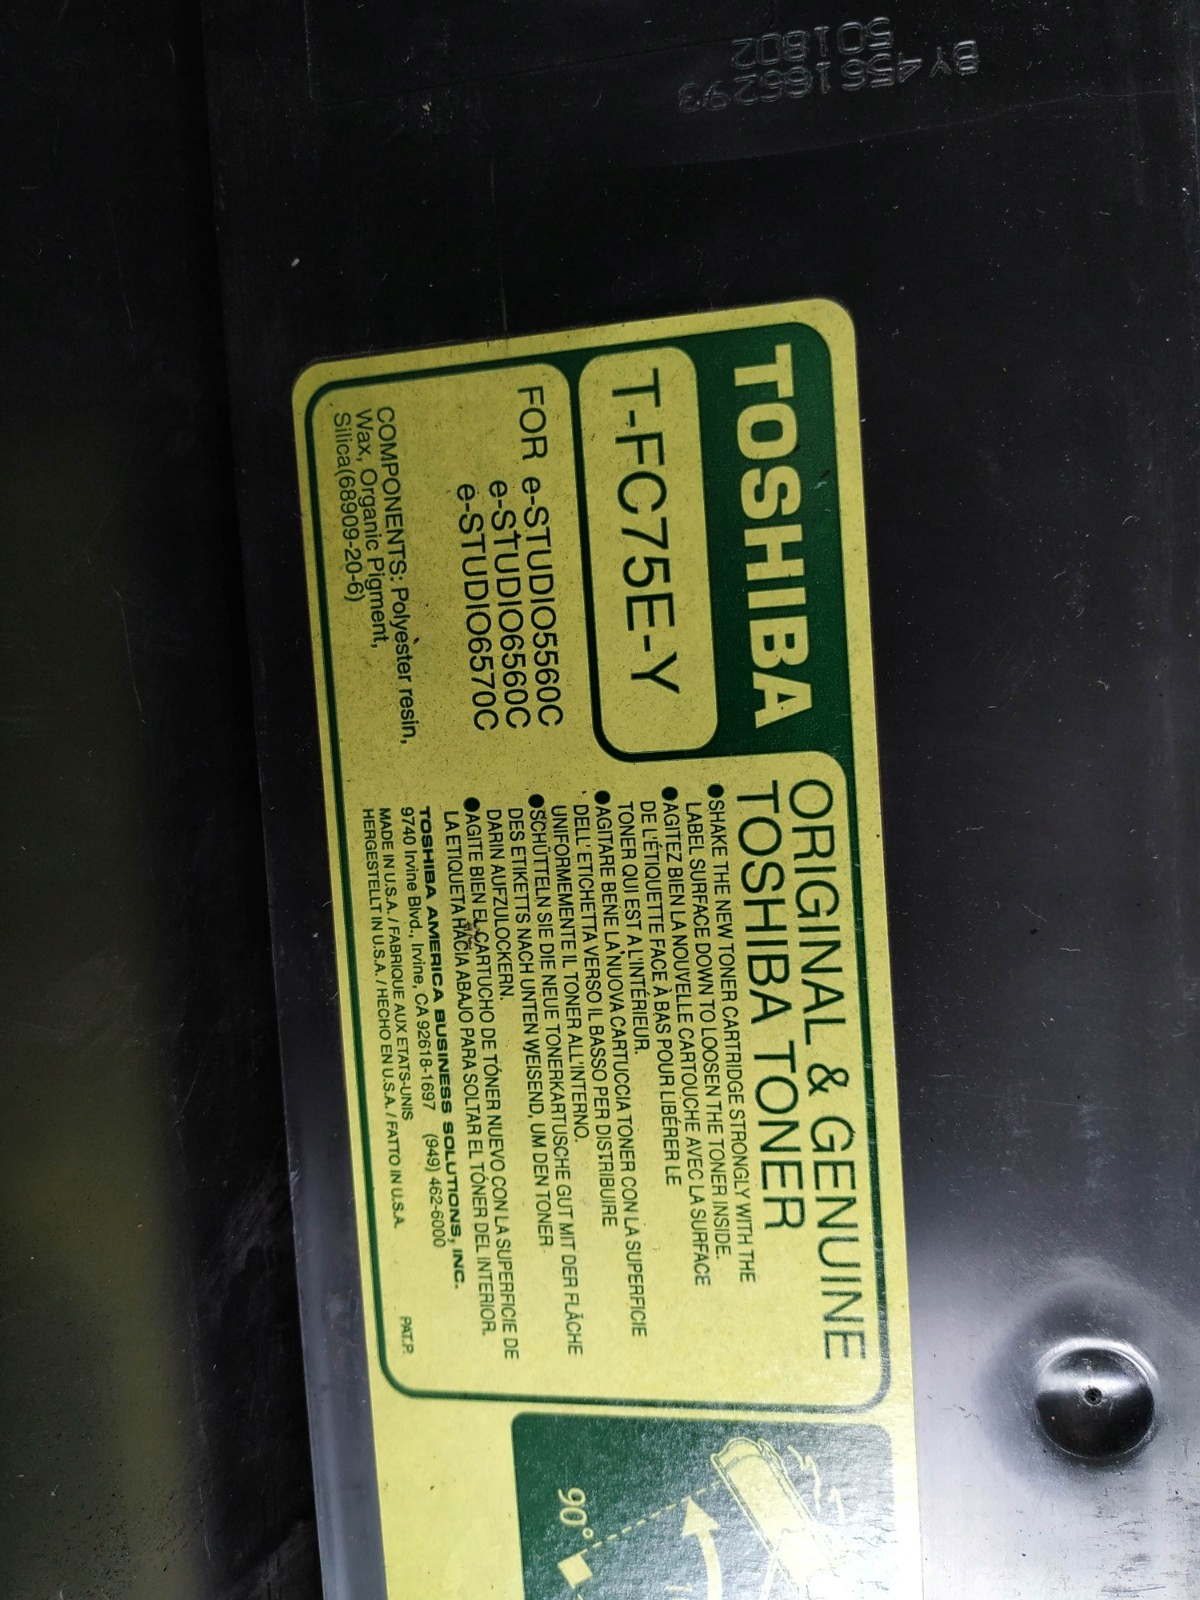 BY 456186293
501802
TOSHIBA
T-FC75E-Y
FOR e-STUDIO5560C
e-STUDIO6560C
e-STUDIO6570C
COMPONENTS: Polyester resin,
Wax, Organic Pigment,
Silica(68909-20-6)
ORIGINAL & GENUINE
TOSHIBA TONER
●SHAKE THE NEW TONER CARTRIDGE STRONGLY WITH THE
LABEL SURFACE DOWN TO LOOSEN THE TONER INSIDE.
●AGITEZ BIEN LA NOUVELLE CARTOUCHE AVEC LA SURFACE
DE L'ÉTIQUETTE FACE À BAS POUR LIBÉRER LE
TONER QUI EST A L'INTÉRIEUR.
●AGITARE BENE LA NUOVA CARTUCCIA TONER CON LA SUPERFICIE
DELL'ETICHETTA VERSO IL BASSO PER DISTRIBUIRE
UNIFORMEMENTE IL TONER ALL'INTERNO.
●SCHÜTTELN SIE DIE NEUE TONERKARTUSCHE GUT MIT DER FLÄCHE
DES ETIKETTS NACH UNTEN WEISEND, UM DEN TONER
DARIN AUFZULOCKERN.
●AGITE BIEN EL CARTUCHO DE TÓNER NUEVO CON LA SUPERFICIE DE
LA ETIQUETA HACIA ABAJO PARA SOLTAR EL TÓNER DEL INTERIOR.
TOSHIBA AMERICA BUSINESS SOLUTIONS, INC.
9740 Irvine Blvd., Irvine, CA 92618-1697 (949) 462-6000
MADE IN U.S.A. / FABRIQUE AUX ETATS-UNIS
HERGESTELLT IN U.S.A. / HECHO EN U.S.A. / FATTO IN U.S.A.
PAT.P.
90°